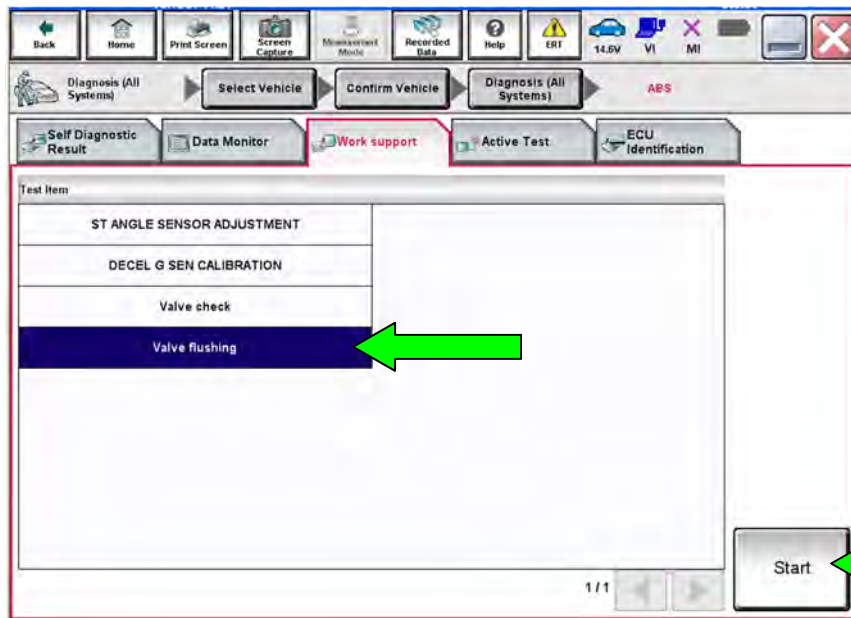 Back
Home
Print Screen
Screen
Capture
Measurement
Mode
Recorded
Data
Help
ERT
14.6V
VI
MI
Diagnosis (All
Systems)
Select Vehicle
Confirm Vehicle
Diagnosis (All
Systems)
ABS
Self Diagnostic
Result
Data Monitor
Work support
Active Test
ECU
Identification
Test Item
ST ANGLE SENSOR ADJUSTMENT
DECEL G SEN CALIBRATION
Valve check
Valve flushing
1/1
Start